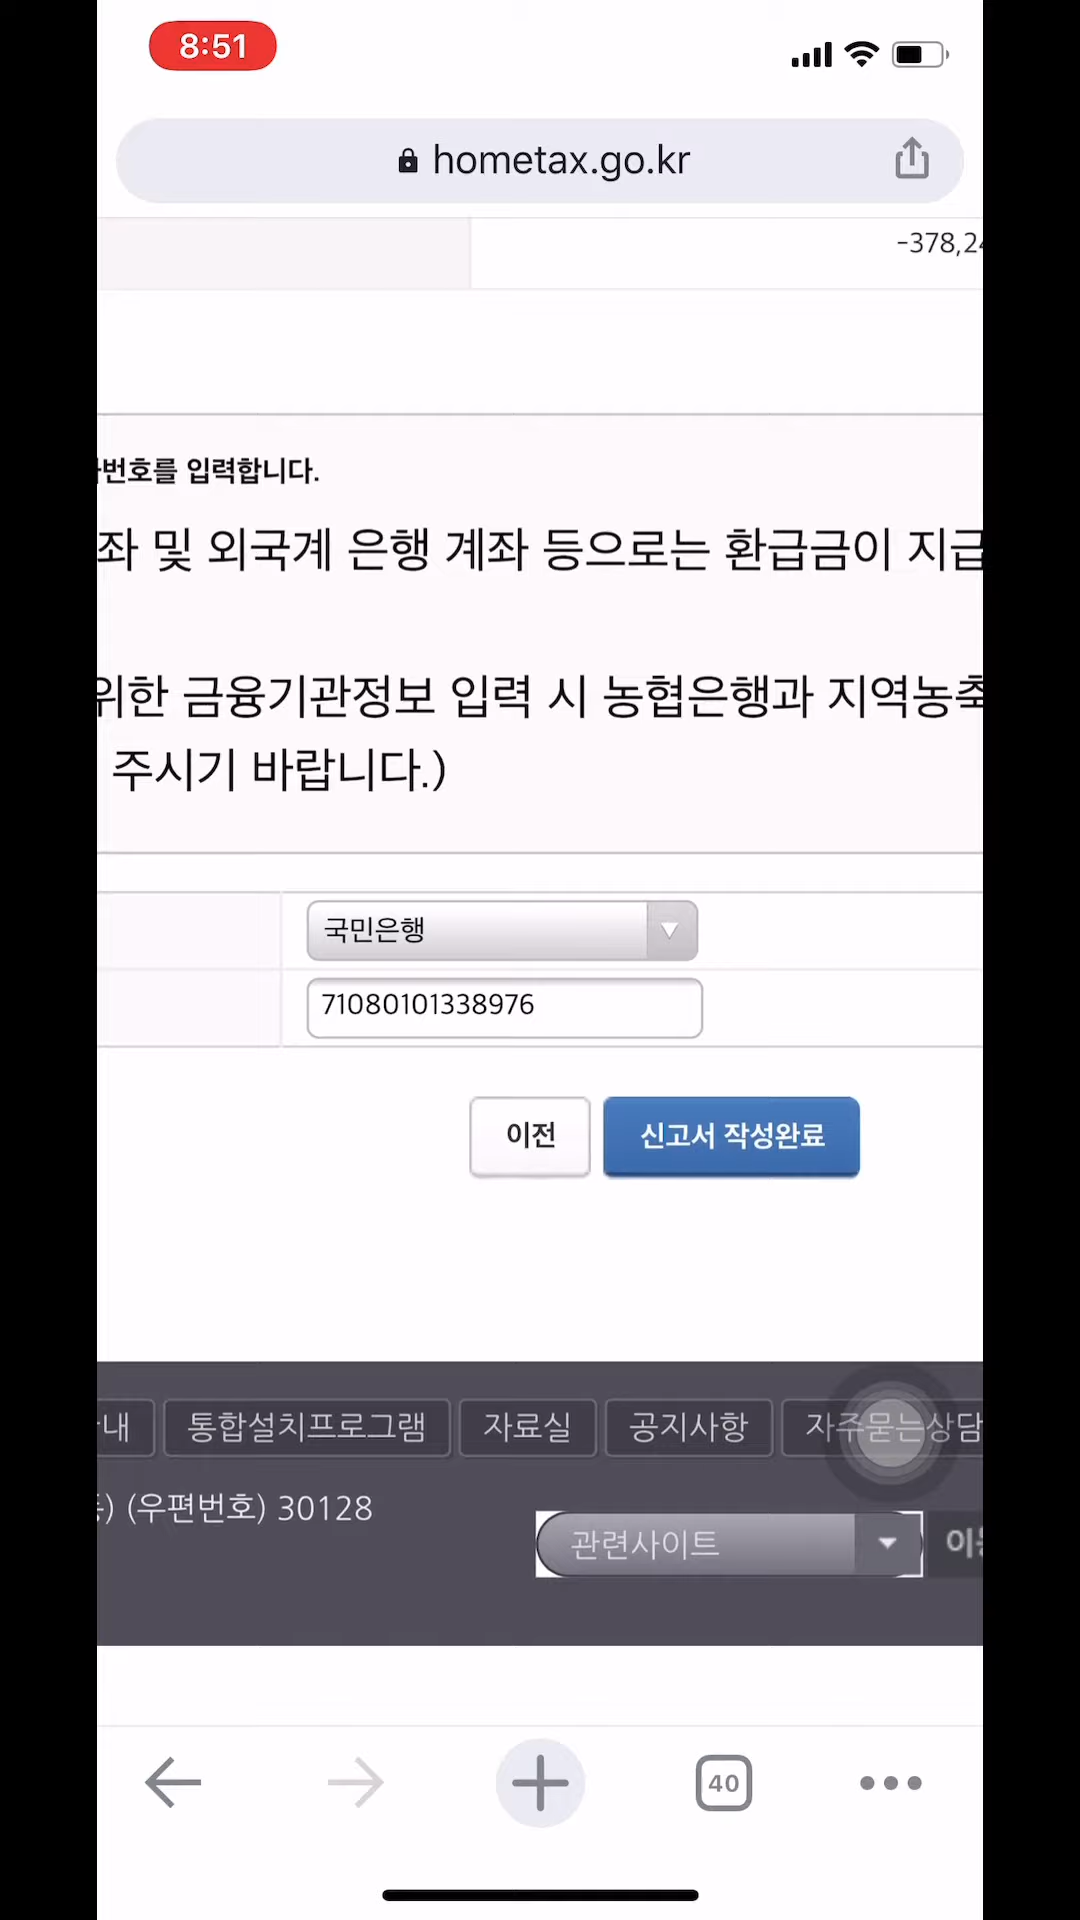 8:51
hometax.go.kr
-378,24
번호를 입력합니다.
좌 및 외국계 은행 계좌 등으로는 환급금이 지급
위한 금융기관정보 입력 시 농협은행과 지역농축
주시기 바랍니다.)
국민은행
71080101338976
이전 신고서 작성완료
내 통합설치프로그램 자료실 공지사항 자주묻는상담
) (우편번호) 30128
관련사이트 이동
40